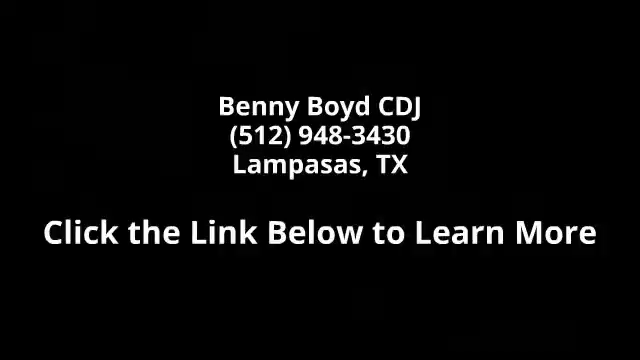 Benny Boyd CDJ
(512) 948-3430
Lampasas, TX
Click the Link Below to Learn More